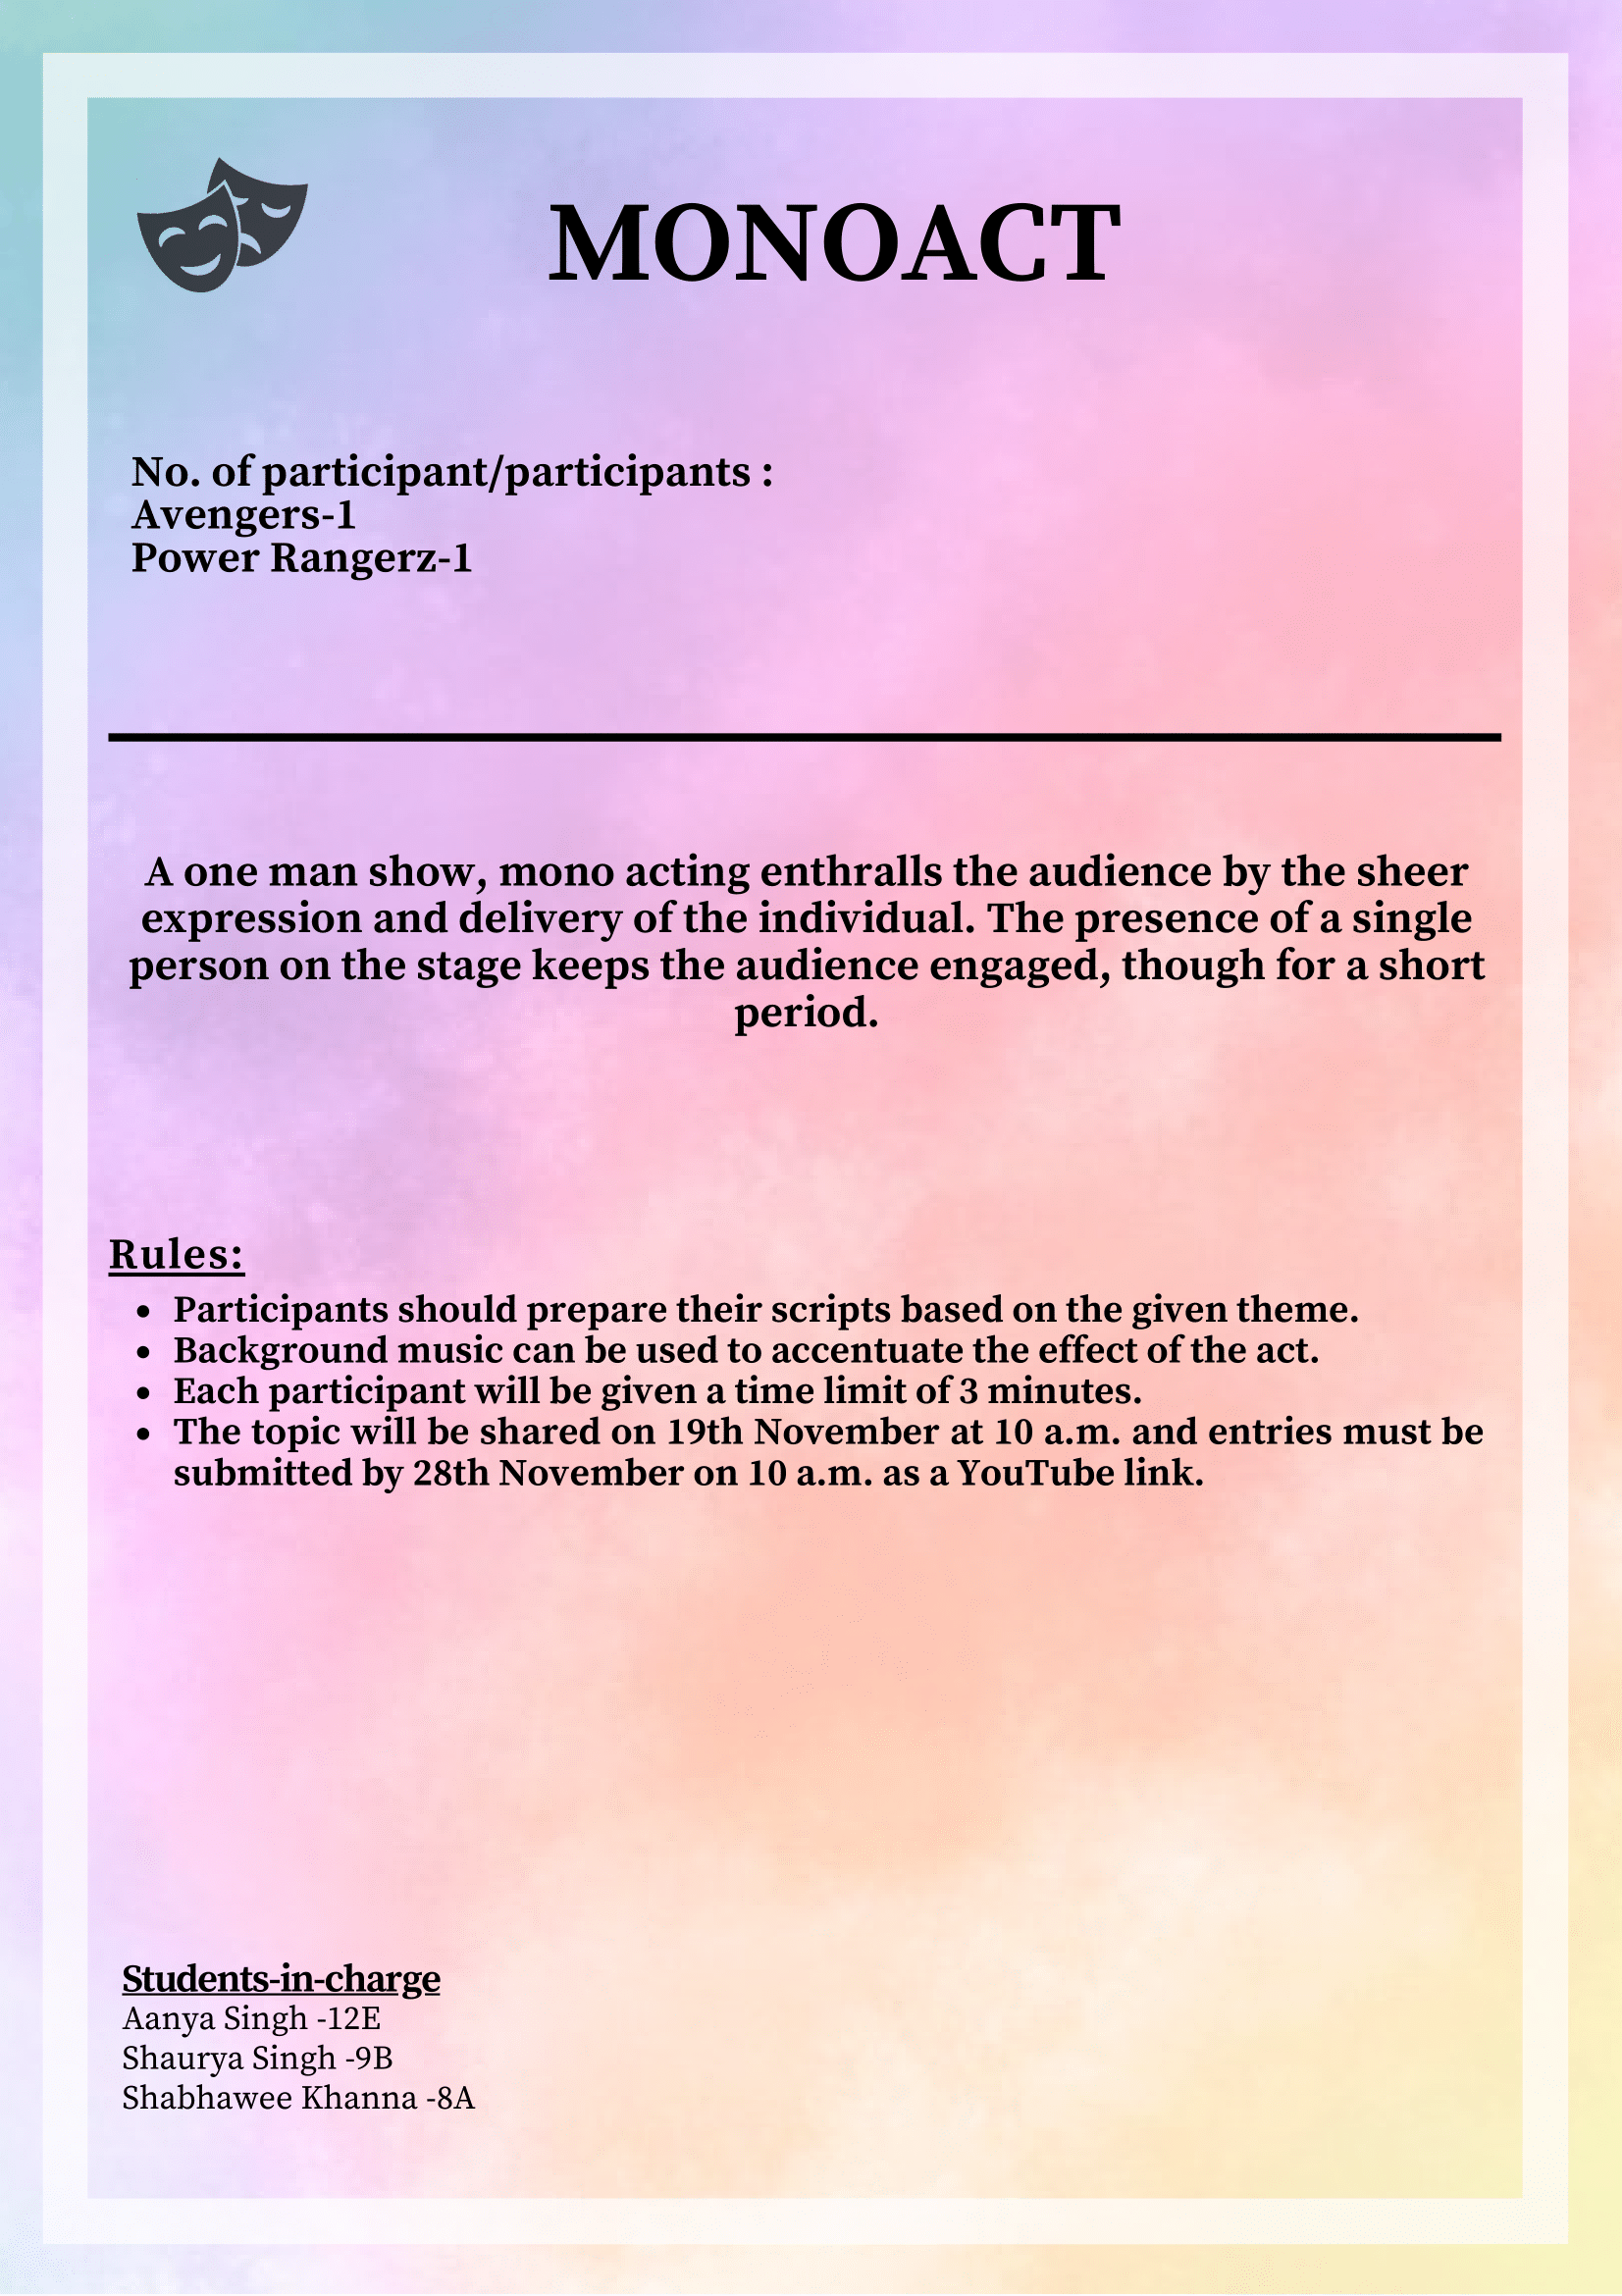 MONOACT
No. of participant/participants :
Avengers-1
Power Rangerz-1
A one man show, mono acting enthralls the audience by the sheer
expression and delivery of the individual. The presence of a single
person on the stage keeps the audience engaged, though for a short
period.
Rules:
• Participants should prepare their scripts based on the given theme.
• Background music can be used to accentuate the effect of the act.
• Each participant will be given a time limit of 3 minutes.
• The topic will be shared on 19th November at 10 a.m. and entries must be
submitted by 28th November on 10 a.m. as a YouTube link.
Students-in-charge
Aanya Singh -12E
Shaurya Singh -9B
Shabhawee Khanna -8A